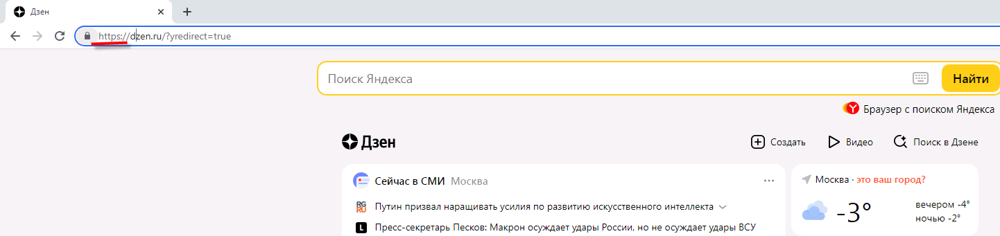 Дзен
https://dzen.ru/?yredirect=true
Поиск Яндекса
Найти
Браузер с поиском Яндекса
Дзен
Создать
Видео
Поиск в Дзене
Сейчас в СМИ Москва
RG RU Путин призвал наращивать усилия по развитию искусственного интеллекта
L Пресс-секретарь Песков: Макрон осуждает удары России, но не осуждает удары ВСУ
Москва · это ваш город?
-3°
вечером -4°
ночью -2°